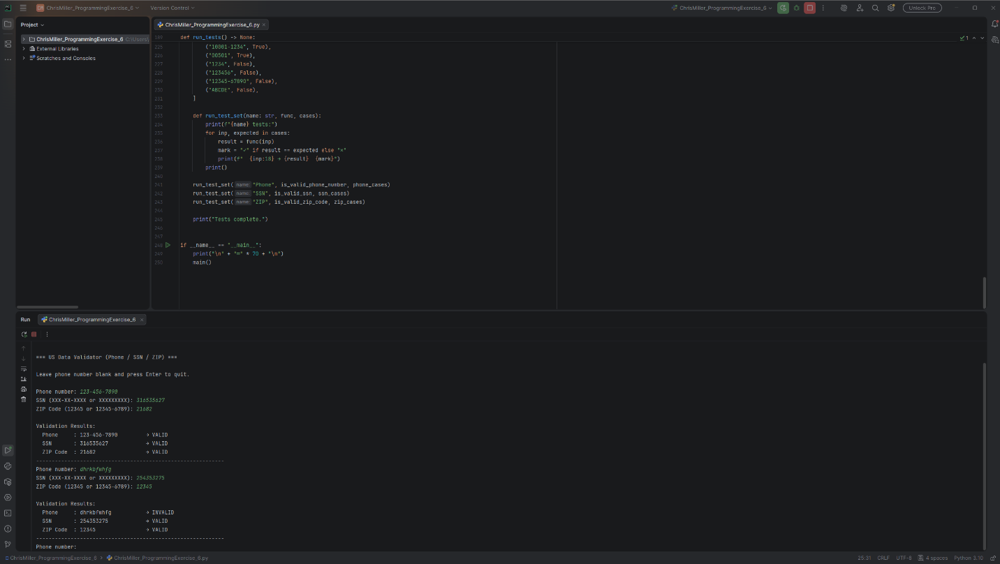 PC
CR ChrisMiller_ProgrammingExercise_6
Version Control
ChrisMiller_ProgrammingExercise_6
Unlock Pro
Project
ChrisMiller_ProgrammingExercise_6 C:\Users\
External Libraries
Scratches and Consoles
ChrisMiller_ProgrammingExercise_6.py
1
189 def run_tests() -> None:
225 ("10001-1234", True),
226 ("00501", True),
227 ("1234", False),
228 ("123456", False),
229 ("12345-67890", False),
230 ("ABCDE", False),
231 ]
232
233 def run_test_set(name: str, func, cases):
234 print(f"{name} tests:")
235 for inp, expected in cases:
236 result = func(inp)
237 mark = "✓" if result == expected else "✗"
238 print(f"  {inp:18} → {result}  {mark}")
239 print()
240
241 run_test_set( name: "Phone", is_valid_phone_number, phone_cases)
242 run_test_set( name: "SSN", is_valid_ssn, ssn_cases)
243 run_test_set( name: "ZIP", is_valid_zip_code, zip_cases)
244
245 print("Tests complete.")
246
247
248 if __name__ == "__main__":
249 print("\n" + "=" * 70 + "\n")
250 main()
Run
ChrisMiller_ProgrammingExercise_6
=== US Data Validator (Phone / SSN / ZIP) ===
Leave phone number blank and press Enter to quit.
Phone number: 123-456-7890
SSN (XXX-XX-XXXX or XXXXXXXXX): 316535627
ZIP Code (12345 or 12345-6789): 21682
Validation Results:
Phone : 123-456-7890 → VALID
SSN : 316535627 → VALID
ZIP Code : 21682 → VALID
------------------------------------------------------------
Phone number: dhrkbfwhfg
SSN (XXX-XX-XXXX or XXXXXXXXX): 254353275
ZIP Code (12345 or 12345-6789): 12345
Validation Results:
Phone : dhrkbfwhfg → INVALID
SSN : 254353275 → VALID
ZIP Code : 12345 → VALID
------------------------------------------------------------
Phone number:
ChrisMiller_ProgrammingExercise_6 > ChrisMiller_ProgrammingExercise_6.py
25:31 CRLF UTF-8 4 spaces Python 3.10